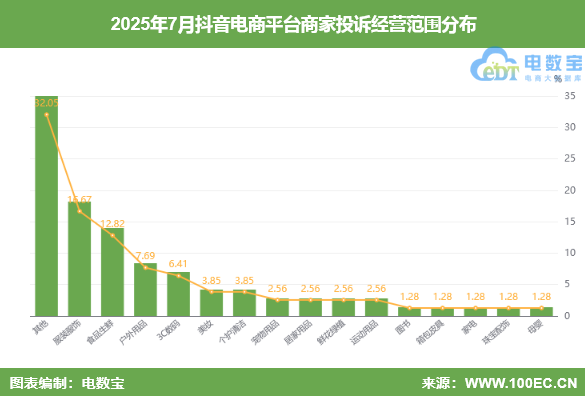 2025年7月抖音电商平台商家投诉经营范围分布
电数宝
EDT
电商大数据库
%
35
30
25
20
15
10
5
0
32.05
16.67
12.82
7.69
6.41
3.85
3.85
2.56
2.56
2.56
2.56
1.28
1.28
1.28
1.28
1.28
其他
服装服饰
食品生鲜
户外用品
3C数码
美妆
个护清洁
宠物用品
居家用品
鲜花绿植
运动用品
图书
箱包皮具
家电
珠宝配饰
母婴
图表编制：电数宝
来源：WWW.100EC.CN